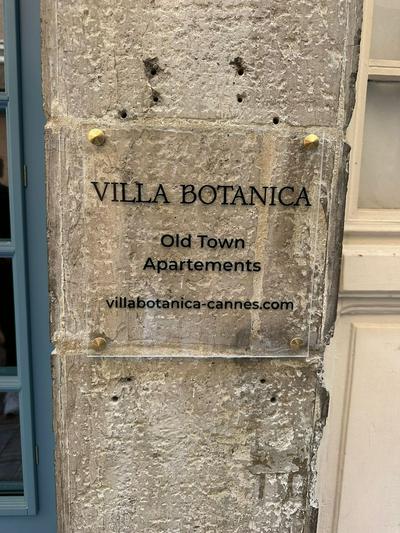 VILLA BOTANICA
Old Town
Apartements
villabotanica-cannes.com